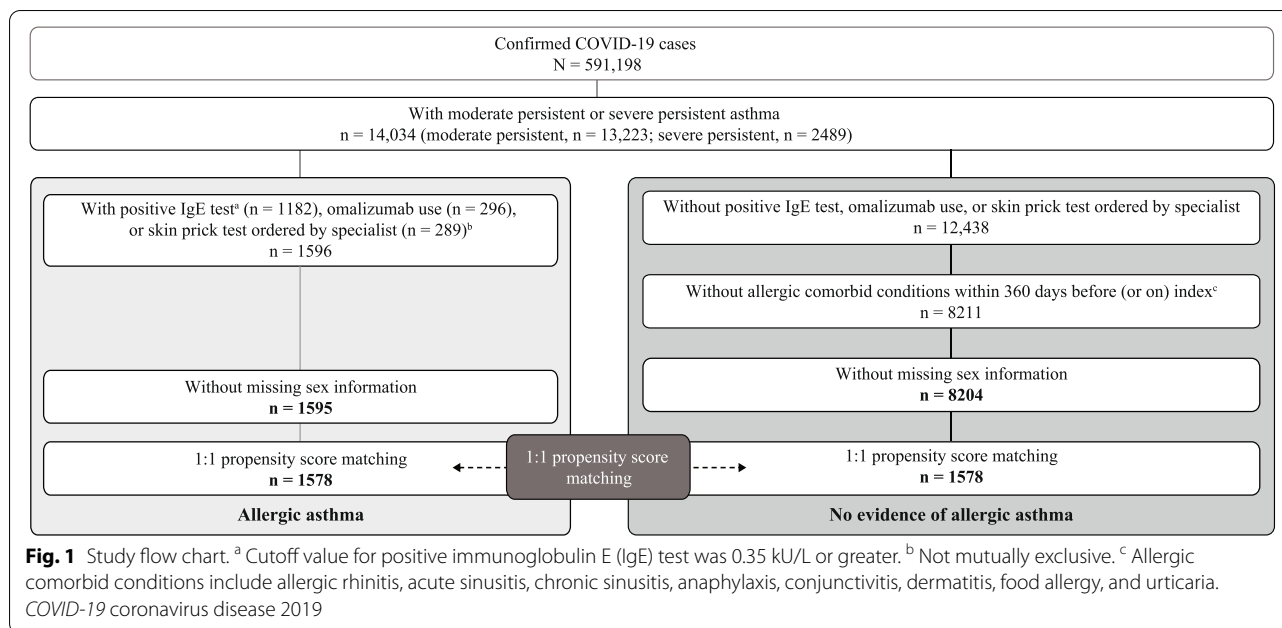 Confirmed COVID-19 cases
N = 591,198
With moderate persistent or severe persistent asthma
n = 14,034 (moderate persistent, n = 13,223; severe persistent, n = 2489)
With positive IgE testᵃ (n = 1182), omalizumab use (n = 296),
or skin prick test ordered by specialist (n = 289)ᵇ
n = 1596
Without missing sex information
n = 1595
1:1 propensity score matching
n = 1578
Allergic asthma
1:1 propensity score
matching
Without positive IgE test, omalizumab use, or skin prick test ordered by specialist
n = 12,438
Without allergic comorbid conditions within 360 days before (or on) indexᶜ
n = 8211
Without missing sex information
n = 8204
1:1 propensity score matching
n = 1578
No evidence of allergic asthma
Fig. 1 Study flow chart. ᵃ Cutoff value for positive immunoglobulin E (IgE) test was 0.35 kU/L or greater. ᵇ Not mutually exclusive. ᶜ Allergic
comorbid conditions include allergic rhinitis, acute sinusitis, chronic sinusitis, anaphylaxis, conjunctivitis, dermatitis, food allergy, and urticaria.
COVID-19 coronavirus disease 2019